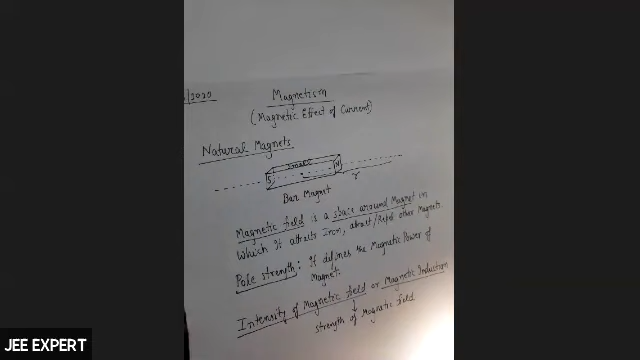 /2020
Magnetism
(Magnetic Effect of Current)
Natural Magnets
S N
r
Bar Magnet
Magnetic field is a space around Magnet in
which It attracts Iron, attract/Repel other Magnets
Pole strength: It defines the Magnetic Power of
Magnet.
Intensity of Magnetic field or Magnetic Induction
↓
strength of Magnetic field
JEE EXPERT